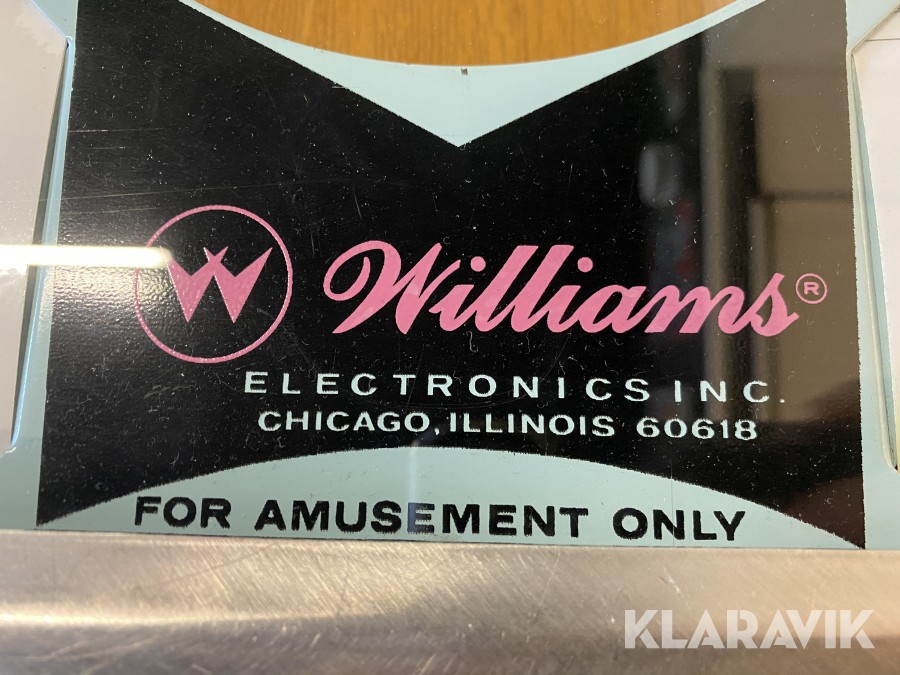 W Williams®
ELECTRONICS INC.
CHICAGO, ILLINOIS 60618
FOR AMUSEMENT ONLY
KLARAVIK